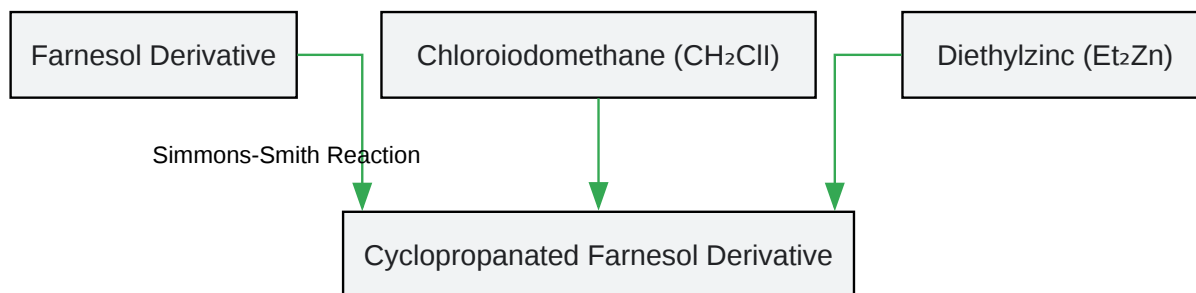 Farnesol Derivative
Chloroiodomethane (CH₂ClI)
Diethylzinc (Et₂Zn)
Simmons-Smith Reaction
Cyclopropanated Farnesol Derivative